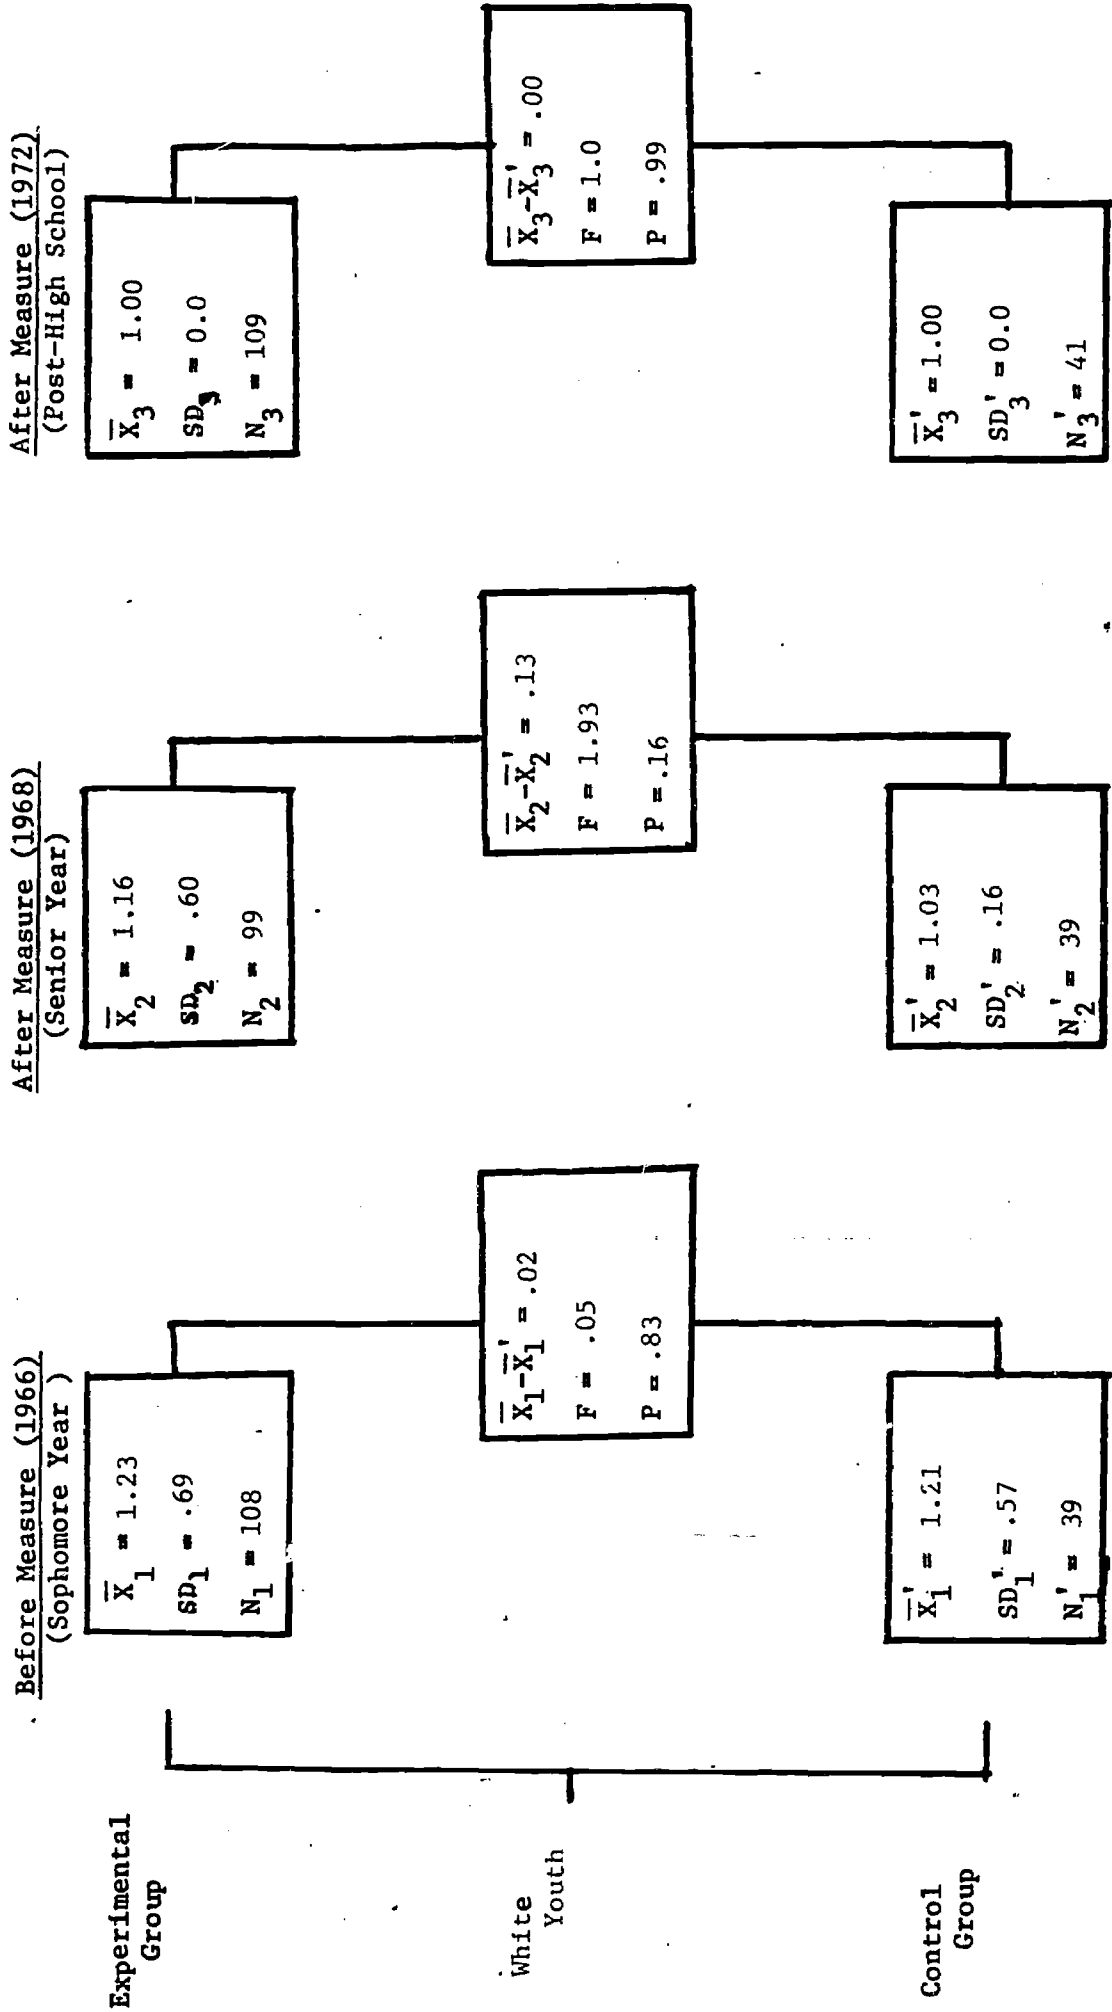 Before Measure (1966)
(Sophomore Year )
After Measure (1968)
(Senior Year)
After Measure (1972)
(Post-High School)
Experimental
Group
X̅₁ = 1.23
SD₁ = .69
N₁ = 108
X̅₂ = 1.16
SD₂ = .60
N₂ = 99
X̅₃ = 1.00
SD₃ = 0.0
N₃ = 109
White
Youth
X̅₁-X̅₁' = .02
F = .05
P = .83
X̅₂-X̅₂' = .13
F = 1.93
P = .16
X̅₃-X̅₃' = .00
F = 1.0
P = .99
Control
Group
X̅₁' = 1.21
SD₁' = .57
N₁' = 39
X̅₂' = 1.03
SD₂' = .16
N₂' = 39
X̅₃' = 1.00
SD₃' = 0.0
N₃' = 41